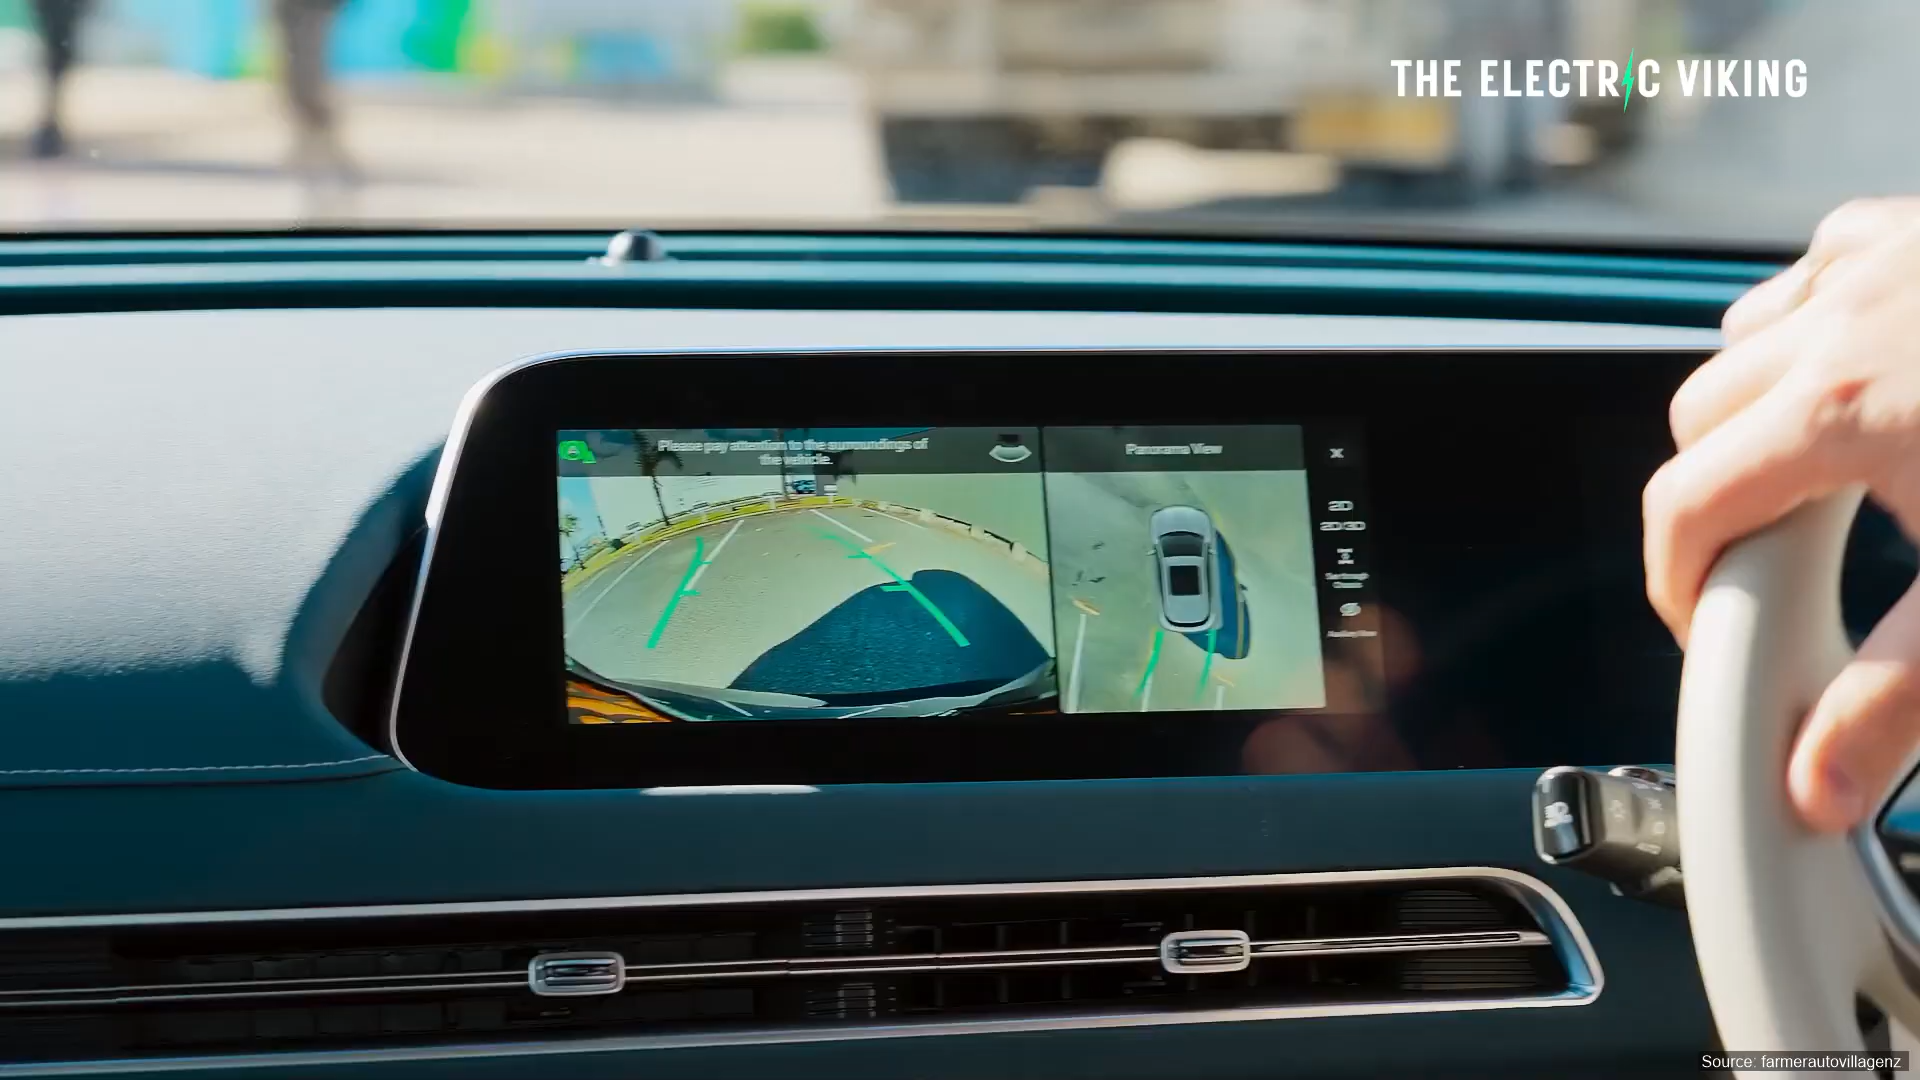 THE ELECTRIC VIKING
Please pay attention to the surroundings of
the vehicle.
Panorama View
X
2D
2D 3D
Source: farmerautovillagenz